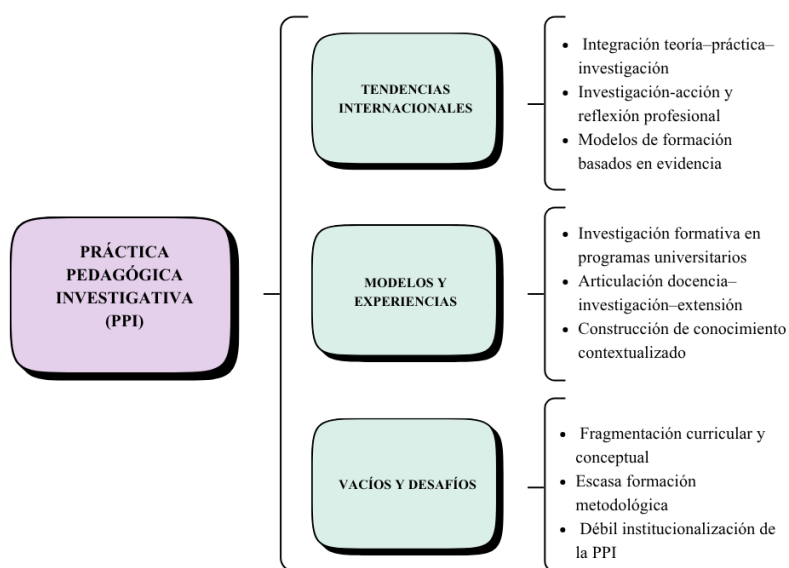 PRÁCTICA
PEDAGÓGICA
INVESTIGATIVA
(PPI)
TENDENCIAS
INTERNACIONALES
• Integración teoría–práctica–
investigación
• Investigación-acción y
reflexión profesional
• Modelos de formación
basados en evidencia
MODELOS Y
EXPERIENCIAS
• Investigación formativa en
programas universitarios
• Articulación docencia–
investigación–extensión
• Construcción de conocimiento
contextualizado
VACÍOS Y DESAFÍOS
• Fragmentación curricular y
conceptual
• Escasa formación
metodológica
• Débil institucionalización de
la PPI